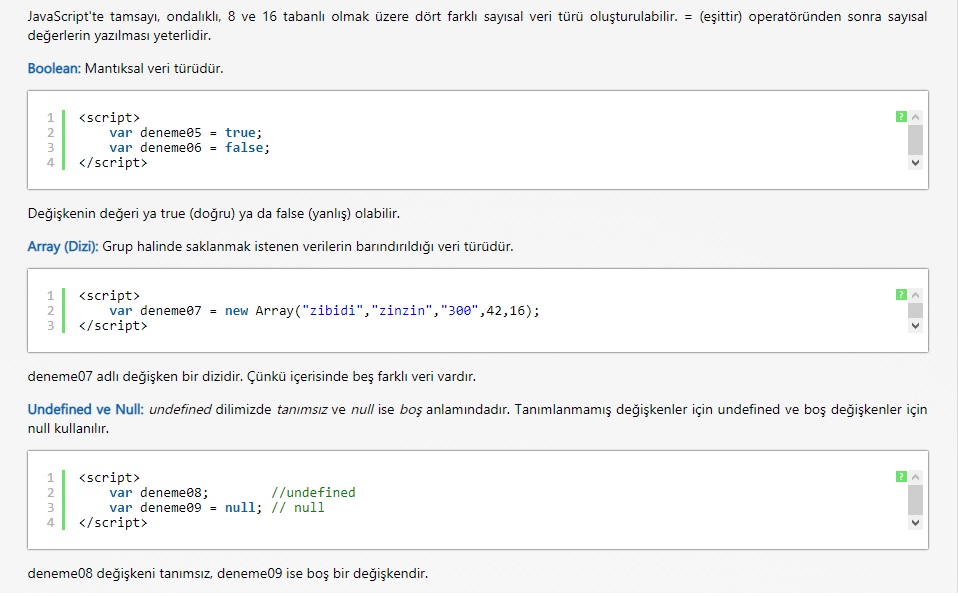 JavaScript'te tamsayı, ondalıklı, 8 ve 16 tabanlı olmak üzere dört farklı sayısal veri türü oluşturulabilir. = (eşittir) operatöründen sonra sayısal
değerlerin yazılması yeterlidir.
Boolean: Mantıksal veri türüdür.
1 <script>
2 var deneme05 = true;
3 var deneme06 = false;
4 </script>
?
Değişkenin değeri ya true (doğru) ya da false (yanlış) olabilir.
Array (Dizi): Grup halinde saklanmak istenen verilerin barındırıldığı veri türüdür.
1 <script>
2 var deneme07 = new Array("zibidi","zinzin","300",42,16);
3 </script>
?
deneme07 adlı değişken bir dizidir. Çünkü içerisinde beş farklı veri vardır.
Undefined ve Null: undefined dilimizde tanımsız ve null ise boş anlamındadır. Tanımlanmamış değişkenler için undefined ve boş değişkenler için
null kullanılır.
1 <script>
2 var deneme08; //undefined
3 var deneme09 = null; // null
4 </script>
?
deneme08 değişkeni tanımsız, deneme09 ise boş bir değişkendir.